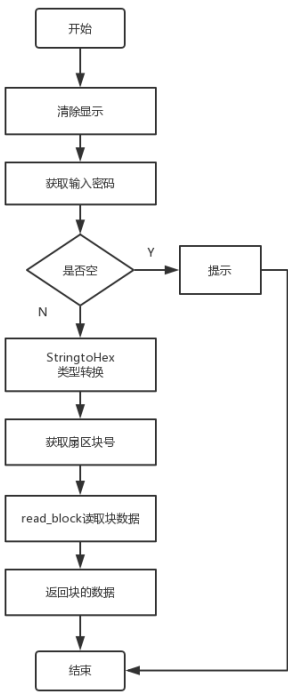 开始
清除显示
获取输入密码
是否空
Y
提示
N
StringtoHex
类型转换
获取扇区块号
read_block读取块数据
返回块的数据
结束